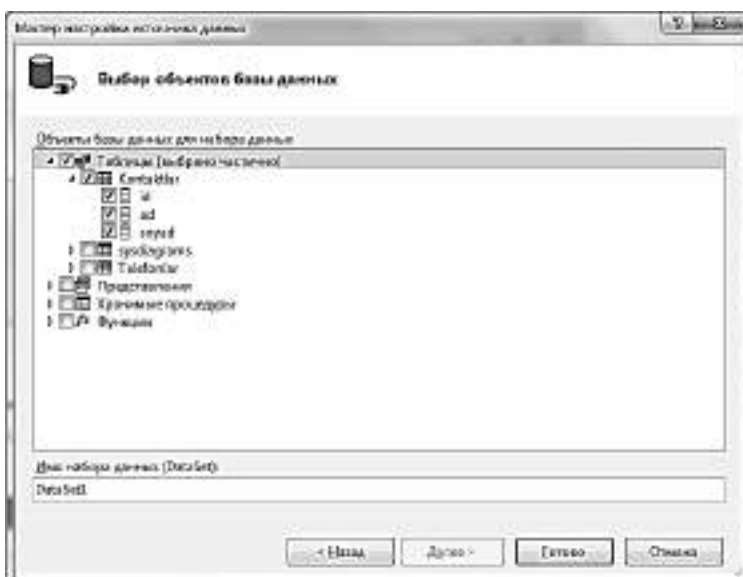 Мастер настройки источника данных
Выбор объектов базы данных
Объекты базы данных для набора данных
Таблицы (выбрано частично)
Kontaktlar
id
ad
soyad
sysdiagrams
Telefonlar
Представления
Хранимые процедуры
Функции
Имя набора данных (DataSet):
DataSet1
< Назад
Далее >
Готово
Отмена